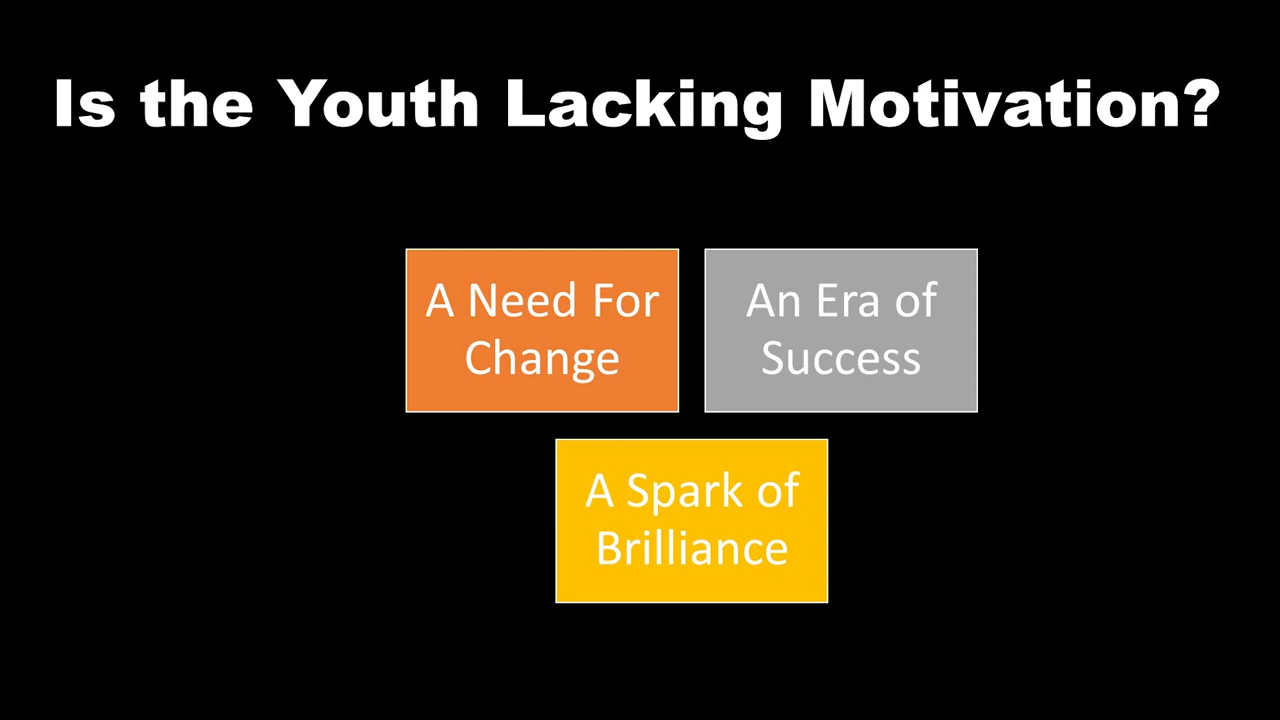 Is the Youth Lacking Motivation?
A Need For
Change
An Era of
Success
A Spark of
Brilliance